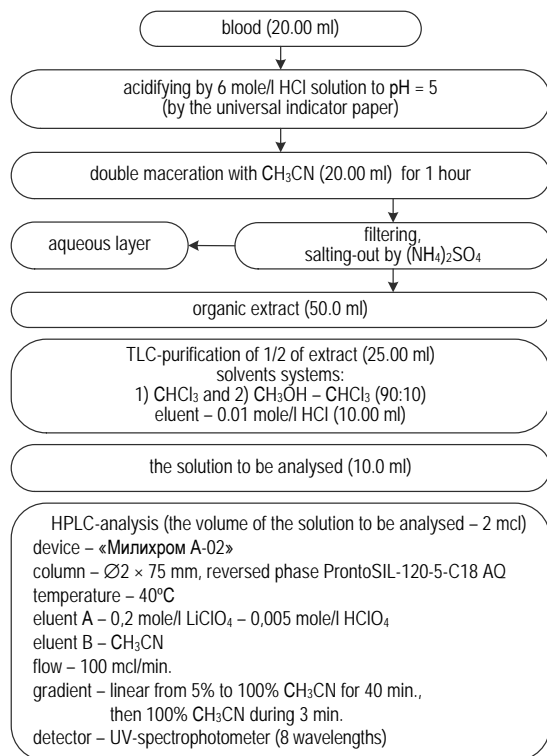 blood (20.00 ml)
acidifying by 6 mole/l HCl solution to pH = 5
(by the universal indicator paper)
double maceration with CH₃CN (20.00 ml) for 1 hour
aqueous layer
filtering,
salting-out by (NH₄)₂SO₄
organic extract (50.0 ml)
TLC-purification of 1/2 of extract (25.00 ml)
solvents systems:
1) CHCl₃ and 2) CH₃OH – CHCl₃ (90:10)
eluent – 0.01 mole/l HCl (10.00 ml)
the solution to be analysed (10.0 ml)
HPLC-analysis (the volume of the solution to be analysed – 2 mcl)
device – «Милихром А-02»
column – ∅2 × 75 mm, reversed phase ProntoSIL-120-5-C18 AQ
temperature – 40ºC
eluent A – 0,2 mole/l LiClO₄ – 0,005 mole/l HClO₄
eluent B – CH₃CN
flow – 100 mcl/min.
gradient – linear from 5% to 100% CH₃CN for 40 min.,
then 100% CH₃CN during 3 min.
detector – UV-spectrophotometer (8 wavelengths)